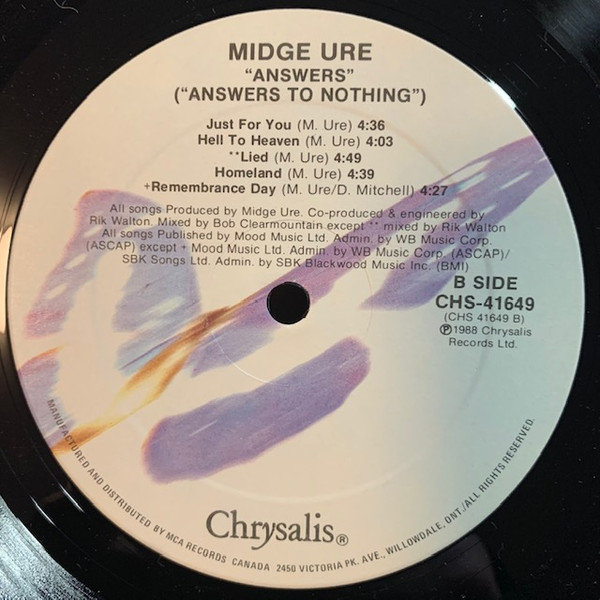 MIDGE URE
"ANSWERS"
("ANSWERS TO NOTHING")
Just For You (M. Ure) 4:36
Hell To Heaven (M. Ure) 4:03
**Lied (M. Ure) 4:49
Homeland (M. Ure) 4:39
+Remembrance Day (M. Ure/D. Mitchell) 4:27
All songs Produced by Midge Ure. Co-produced & engineered by
Rik Walton. Mixed by Bob Clearmountain except ** mixed by Rik Walton
All songs Published by Mood Music Ltd. Admin. by WB Music Corp.
(ASCAP) except + Mood Music Ltd. Admin. by WB Music Corp. (ASCAP)/
SBK Songs Ltd. Admin. by SBK Blackwood Music Inc. (BMI)
B SIDE
CHS-41649
(CHS 41649 B)
℗1988 Chrysalis
Records Ltd.
Chrysalis®
MANUFACTURED AND DISTRIBUTED BY MCA RECORDS CANADA 2450 VICTORIA PK. AVE., WILLOWDALE, ONT./ALL RIGHTS RESERVED.